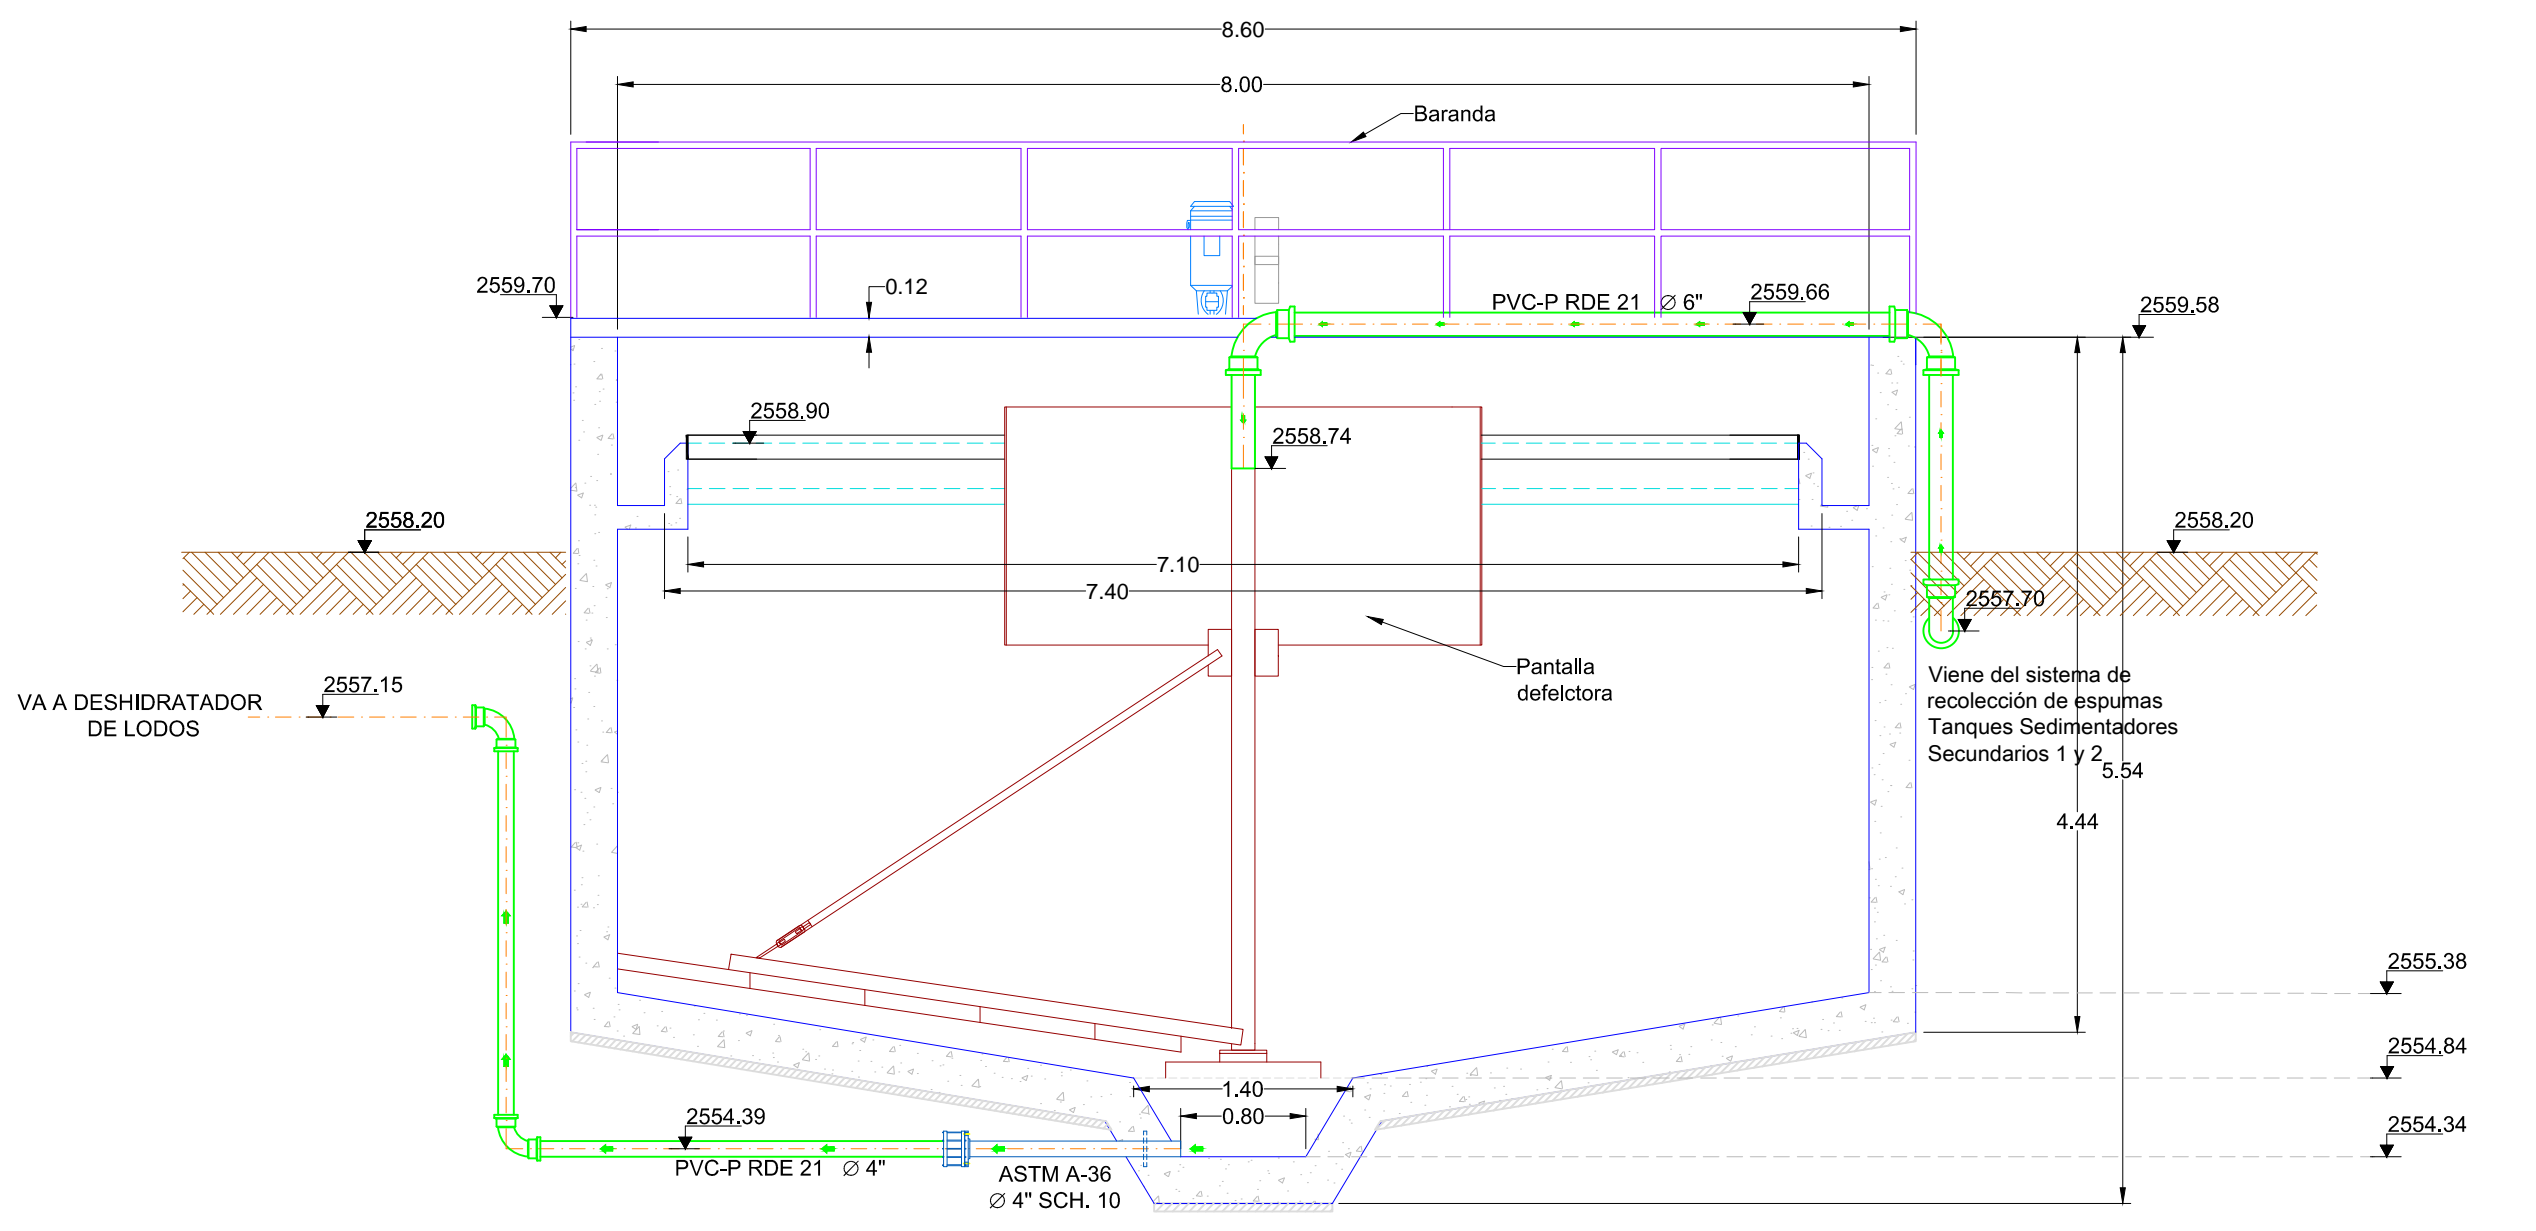 8.60
8.00
Baranda
2559.70
0.12
PVC-P RDE 21 Ø 6"
2559.66
2559.58
2558.90
2558.74
2558.20
2558.20
7.10
7.40
2557.70
Pantalla
defelctora
Viene del sistema de
recolección de espumas
Tanques Sedimentadores
Secundarios 1 y 2
2557.15
VA A DESHIDRATADOR
DE LODOS
5.54
4.44
2555.38
2554.84
1.40
0.80
2554.39
2554.34
PVC-P RDE 21 Ø 4"
ASTM A-36
Ø 4" SCH. 10